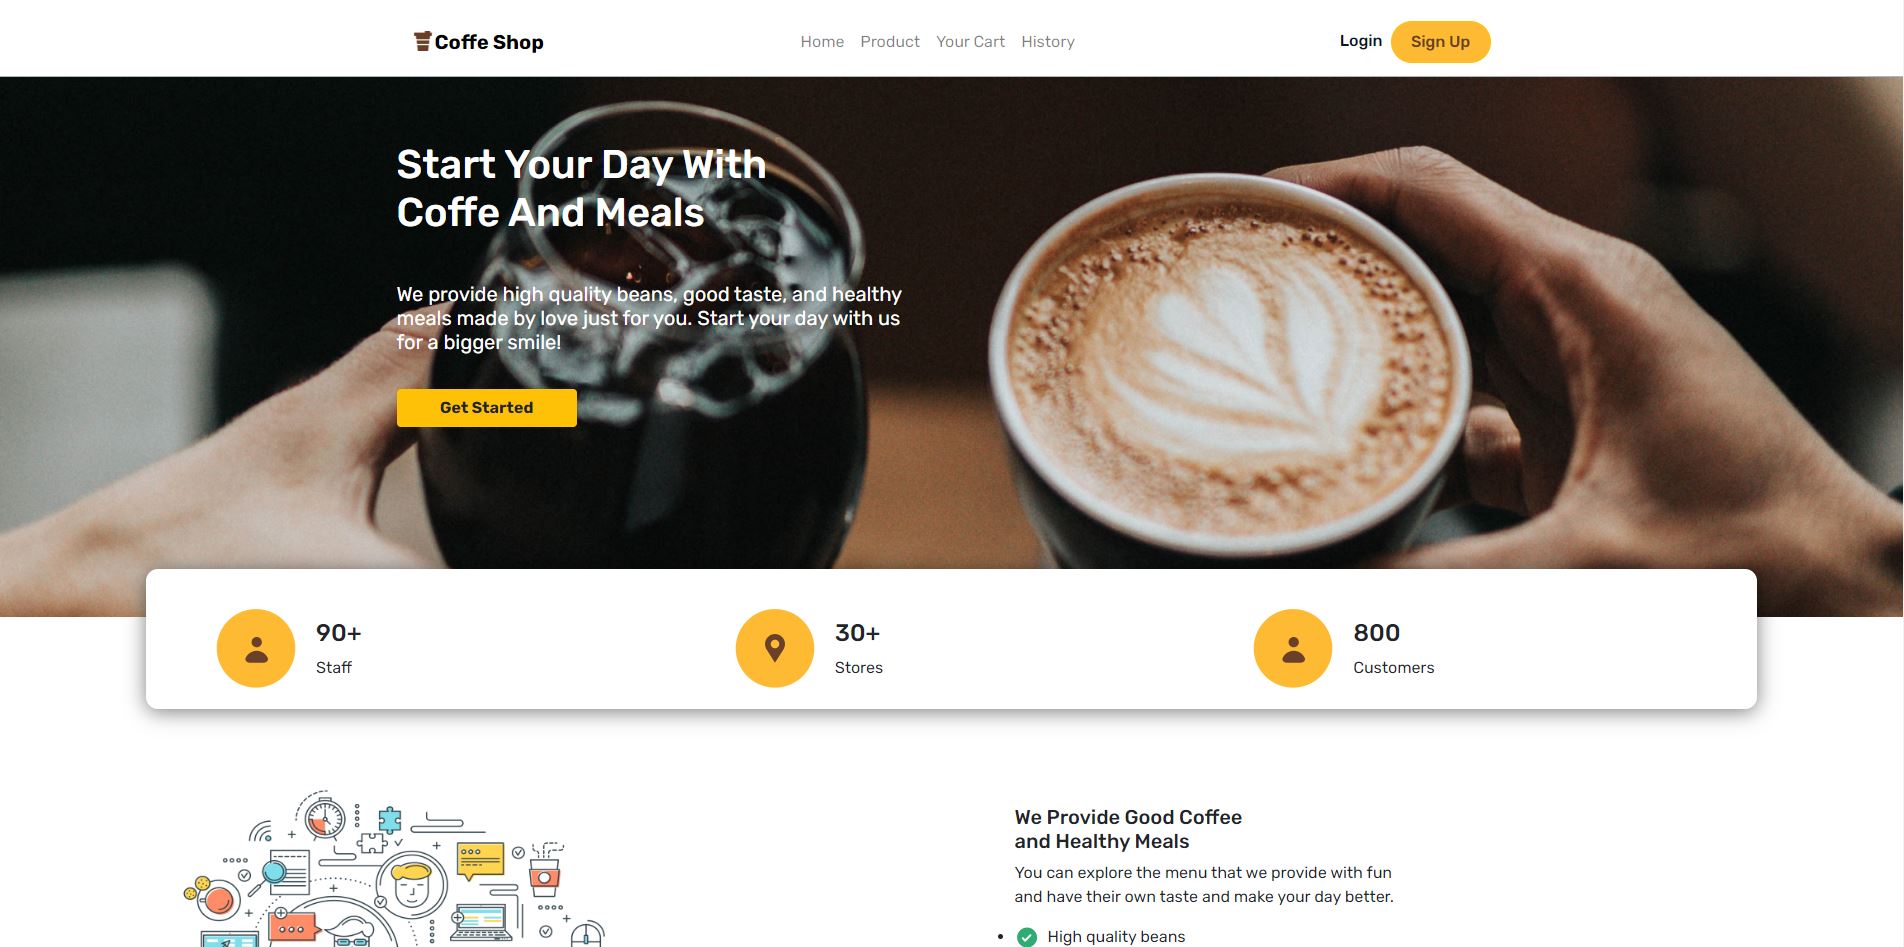 Coffe Shop
Home Product Your Cart History
Login Sign Up
Start Your Day With
Coffe And Meals
We provide high quality beans, good taste, and healthy
meals made by love just for you. Start your day with us
for a bigger smile!
Get Started
90+
Staff
30+
Stores
800
Customers
We Provide Good Coffee
and Healthy Meals
You can explore the menu that we provide with fun
and have their own taste and make your day better.
High quality beans